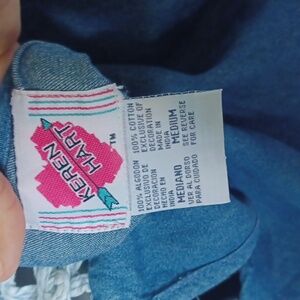 KEREN
HART
TM
100% COTTON
EXCLUSIVE OF
DECORATION
MADE IN
INDIA
MEDIUM
SEE REVERSE
FOR CARE
100% ALGODON
EXCLUSIVO DE
DECORACION
HECHO EN
INDIA
MEDIANO
VER AL DORSO
PARA CUIDADO